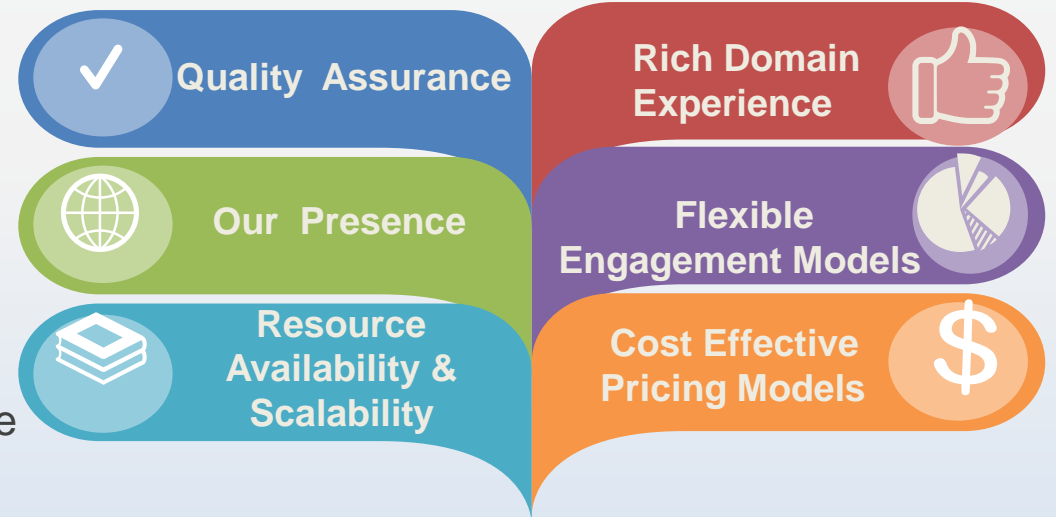 Quality Assurance
Rich Domain
Experience
Our Presence
Flexible
Engagement Models
Resource
Availability &
Scalability
Cost Effective
Pricing Models
$
e